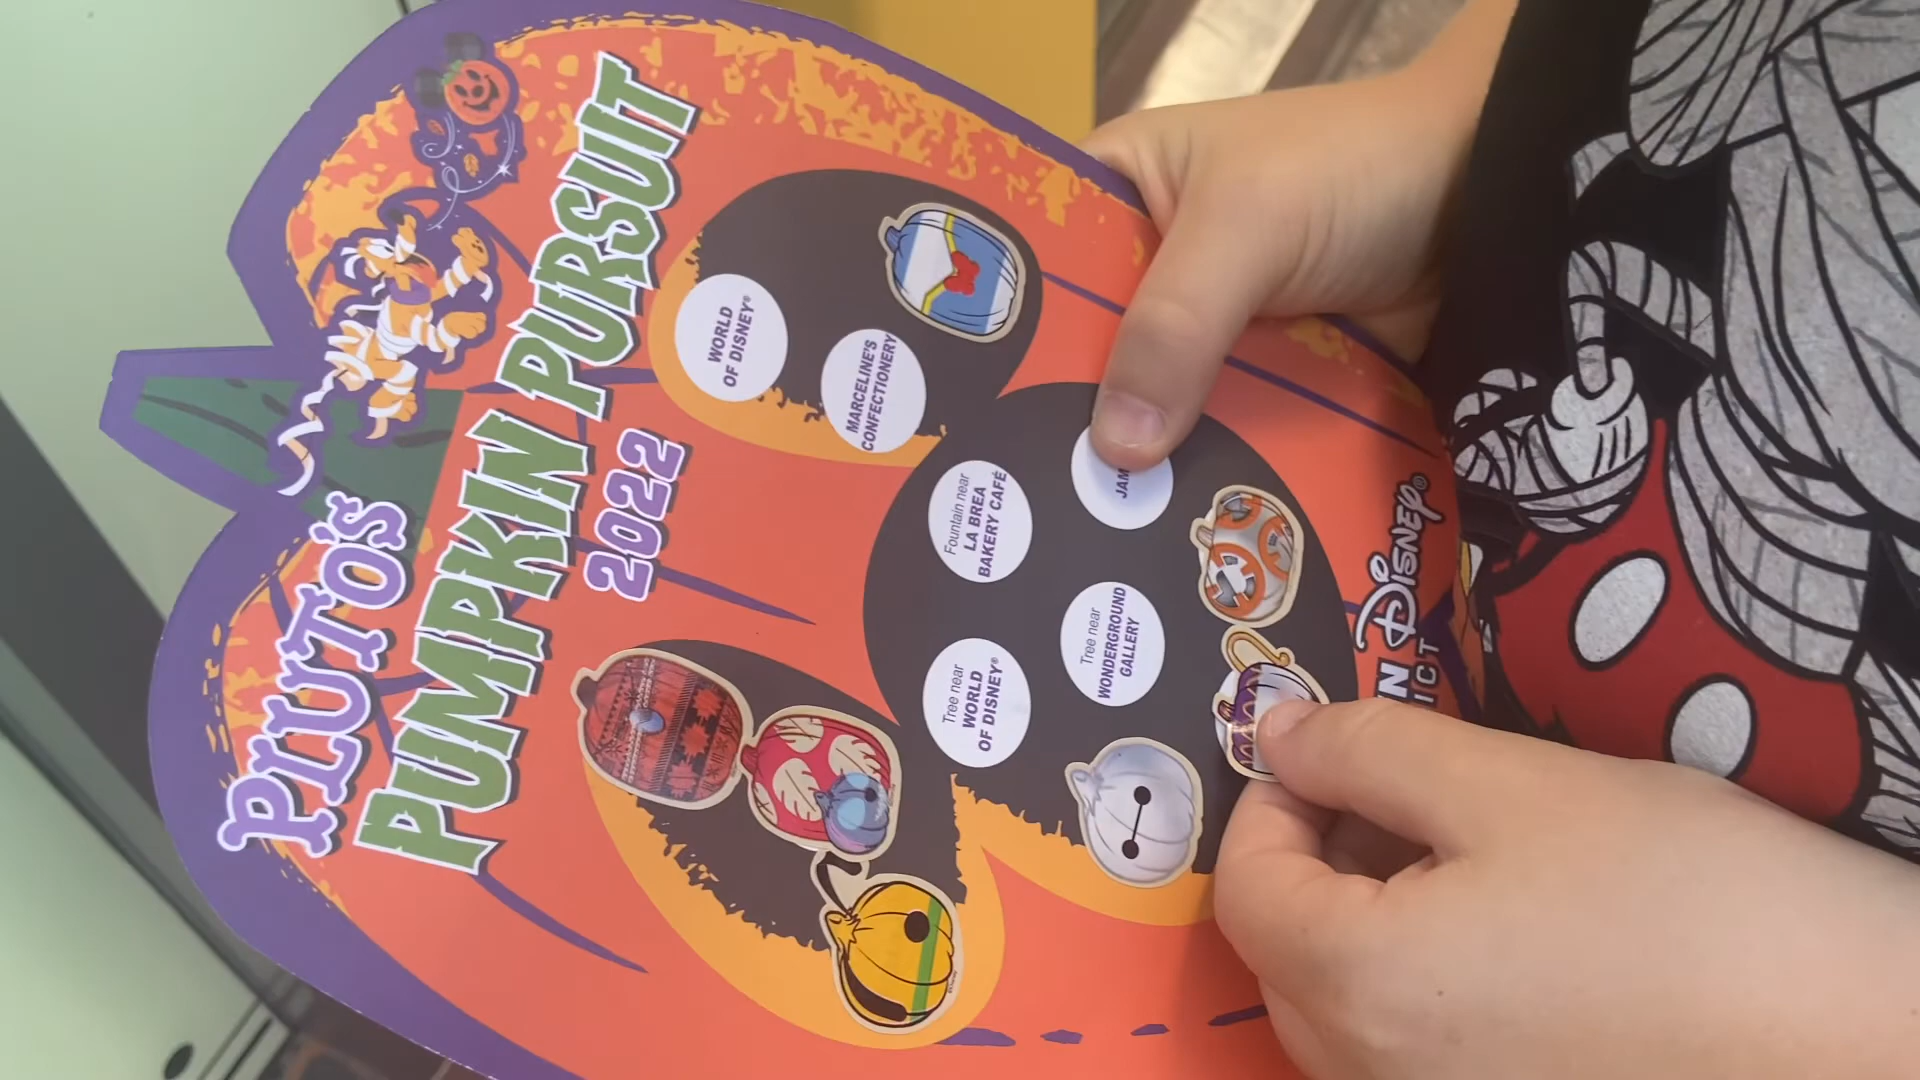 PLUTO'S
PUMPKIN PURSUIT
2022
WORLD
OF DISNEY®
MARCELINE'S
CONFECTIONERY
Fountain near
LA BREA
BAKERY CAFÉ
JAM
Tree near
WORLD
OF DISNEY®
Tree near
WONDERGROUND
GALLERY
N DISNEY®
ICT